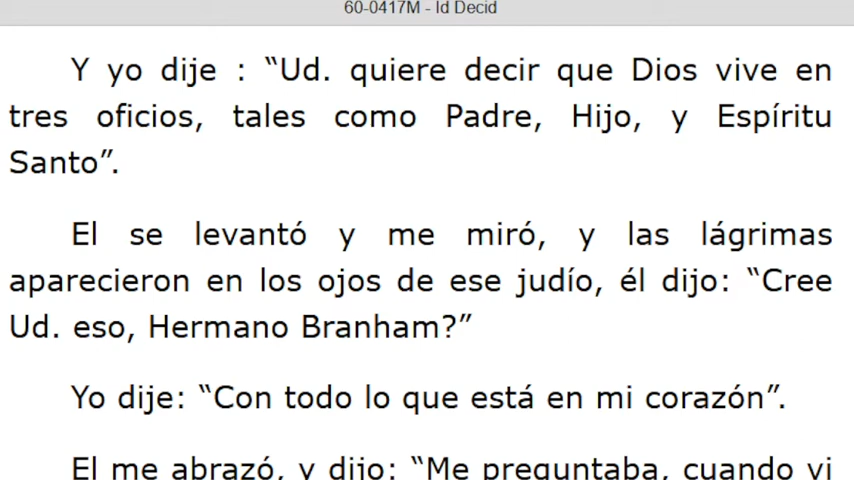 60-0417M - Id Decid
Y yo dije : “Ud. quiere decir que Dios vive en
tres oficios, tales como Padre, Hijo, y Espíritu
Santo”.
El se levantó y me miró, y las lágrimas
aparecieron en los ojos de ese judío, él dijo: “Cree
Ud. eso, Hermano Branham?”
Yo dije: “Con todo lo que está en mi corazón”.
El me abrazó, y dijo: “Me preguntaba, cuando vi